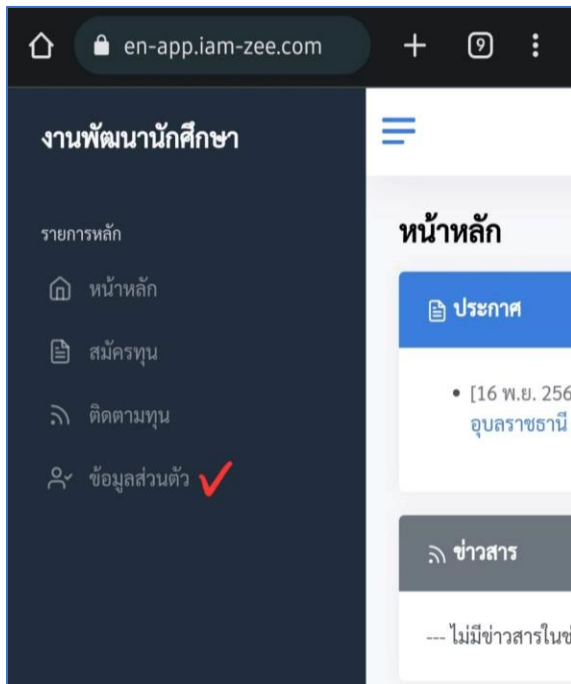 en-app.iam-zee.com
9
งานพัฒนานักศึกษา
รายการหลัก
หน้าหลัก
สมัครทุน
ติดตามทุน
ข้อมูลส่วนตัว
หน้าหลัก
ประกาศ
[16 พ.ย. 256
อุบลราชธานี
ข่าวสาร
--- ไม่มีข่าวสารในช่